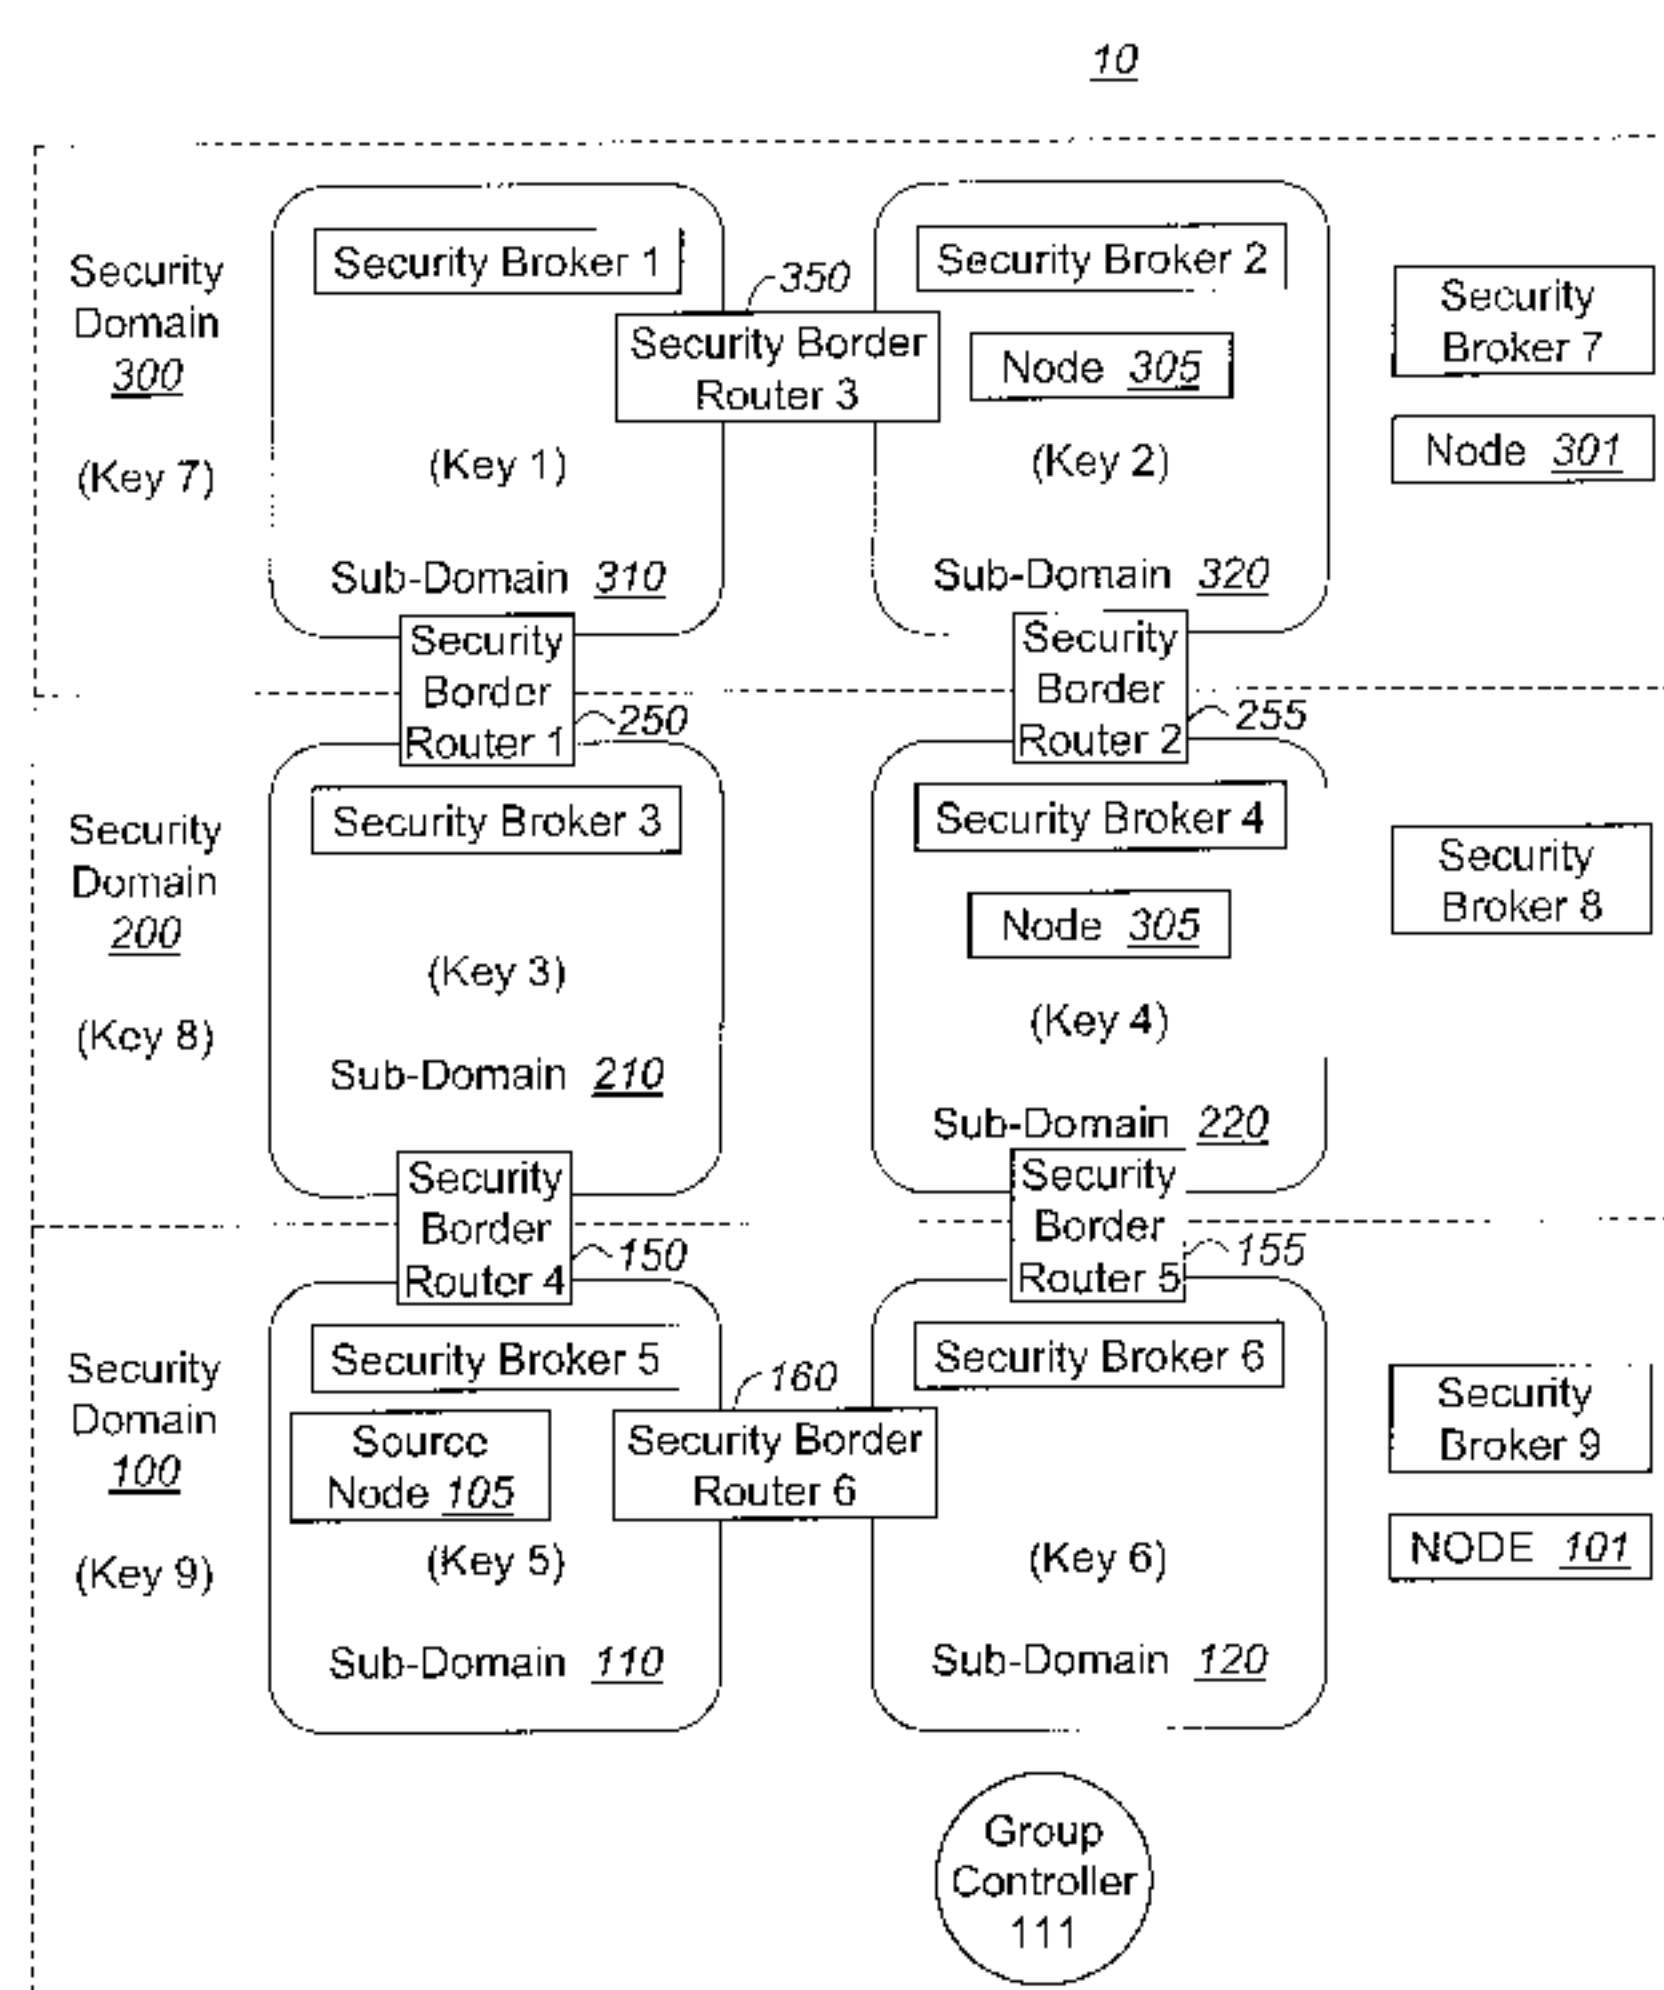 10
Security
Domain
300
(Key 7)
Security Broker 1
350
Security Border
Router 3
(Key 1)
Sub-Domain 310
Security Broker 2
Node 305
(Key 2)
Sub-Domain 320
Security
Broker 7
Node 301
Security
Border
Router 1
250
Security
Border
Router 2
255
Security
Domain
200
(Key 8)
Security Broker 3
(Key 3)
Sub-Domain 210
Security Broker 4
Node 305
(Key 4)
Sub-Domain 220
Security
Broker 8
Security
Border
Router 4
150
Security
Border
Router 5
155
Security
Domain
100
(Key 9)
Security Broker 5
Source
Node 105
(Key 5)
Sub-Domain 110
160
Security Border
Router 6
Security Broker 6
(Key 6)
Sub-Domain 120
Security
Broker 9
NODE 101
Group
Controller
111